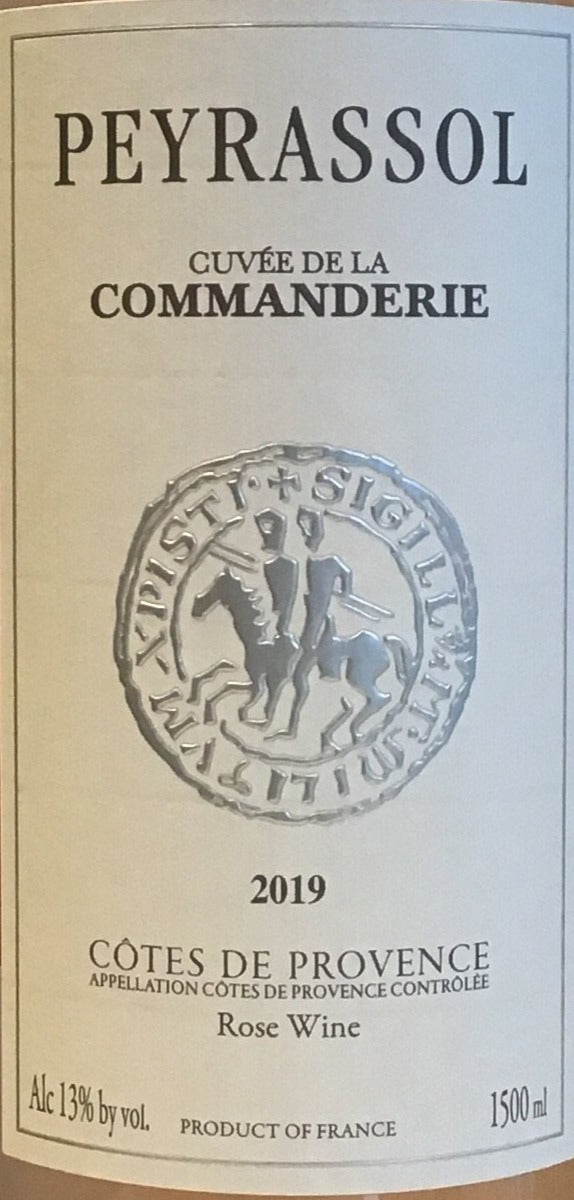 PEYRASSOL
CUVÉE DE LA
COMMANDERIE
SIGILLVM MILITVM XPISTI
2019
CÔTES DE PROVENCE
APPELLATION CÔTES DE PROVENCE CONTRÔLÉE
Rose Wine
Alc 13% by vol.
PRODUCT OF FRANCE
1500 ml